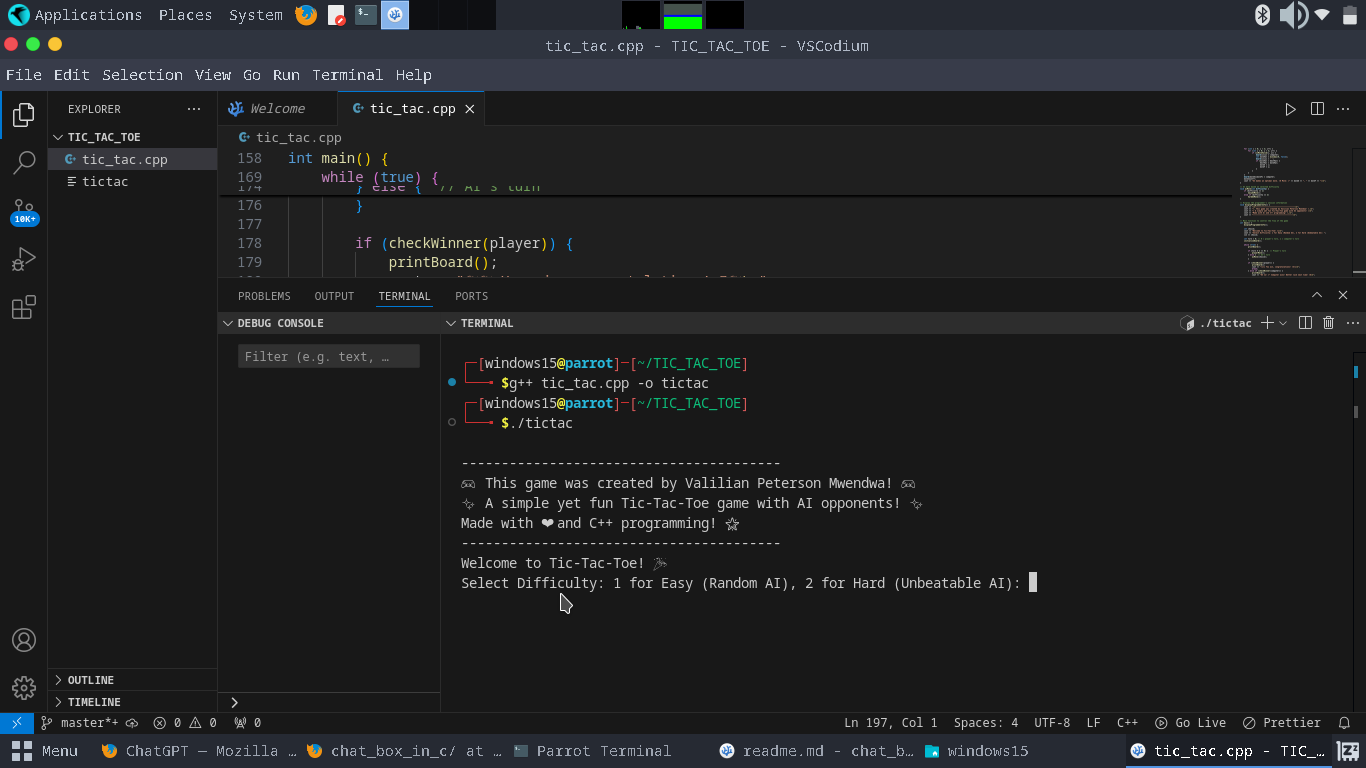 Applications Places System
tic_tac.cpp - TIC_TAC_TOE - VSCodium
File Edit Selection View Go Run Terminal Help
EXPLORER
Welcome
tic_tac.cpp
TIC_TAC_TOE
tic_tac.cpp
tictac
tic_tac.cpp
158 int main() {
169 while (true) {
174 } else { // AI's turn
176 }
177
178 if (checkWinner(player)) {
179 printBoard();
10K+
PROBLEMS OUTPUT TERMINAL PORTS
DEBUG CONSOLE
Filter (e.g. text, …
TERMINAL
./tictac
[windows15@parrot]─[~/TIC_TAC_TOE]
$g++ tic_tac.cpp -o tictac
[windows15@parrot]─[~/TIC_TAC_TOE]
$./tictac
----------------------------------------
🎮 This game was created by Valilian Peterson Mwendwa! 🎮
✨ A simple yet fun Tic-Tac-Toe game with AI opponents! ✨
Made with ❤ and C++ programming! ⭐
----------------------------------------
Welcome to Tic-Tac-Toe! 🎉
Select Difficulty: 1 for Easy (Random AI), 2 for Hard (Unbeatable AI):
OUTLINE
TIMELINE
master*+ 0 0 0 Ln 197, Col 1 Spaces: 4 UTF-8 LF C++ Go Live Prettier
Menu ChatGPT — Mozilla … chat_box_in_c/ at … Parrot Terminal readme.md - chat_b… windows15 tic_tac.cpp - TIC_…